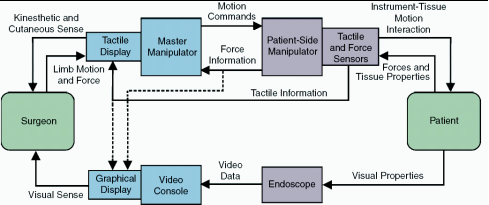 Kinesthetic and
Cutaneous Sense
Motion
Commands
Instrument-Tissue
Motion
Interaction
Tactile
Display
Master
Manipulator
Patient-Side
Manipulator
Tactile
and Force
Sensors
Force
Information
Limb Motion
and Force
Forces and
Tissue Properties
Tactile Information
Surgeon
Patient
Graphical
Display
Video
Console
Video
Data
Endoscope
Visual Properties
Visual Sense